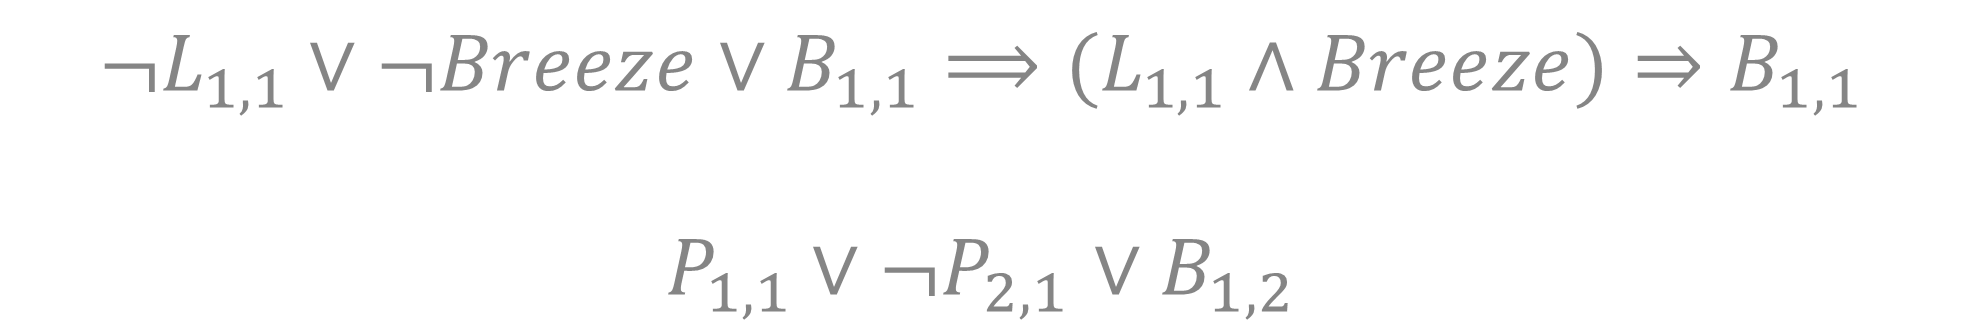 ¬L₁,₁ ∨ ¬Breeze ∨ B₁,₁ ⟹ (L₁,₁ ∧ Breeze) ⇒ B₁,₁
P₁,₁ ∨ ¬P₂,₁ ∨ B₁,₂